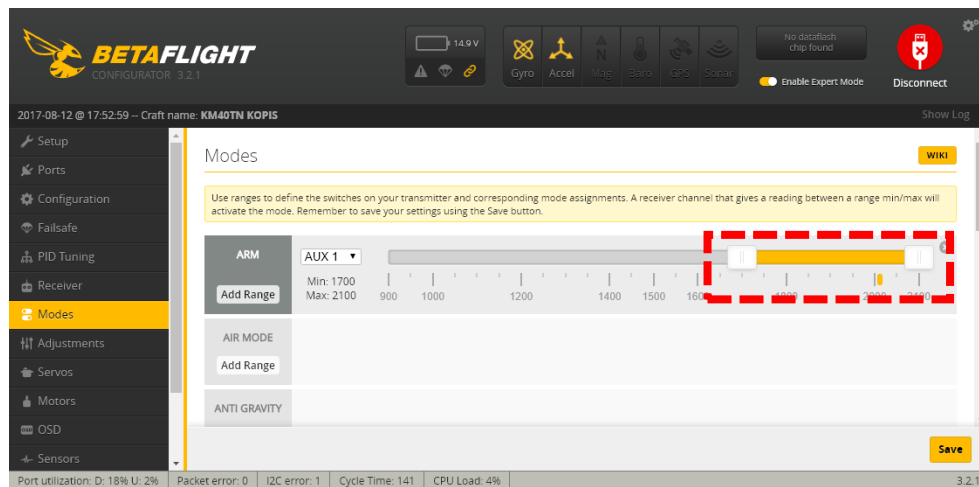 BETAFLIGHT
CONFIGURATOR 3.2.1
14.9 V
Gyro Accel Mag Baro GPS Sonar
No dataflash
chip found
Enable Expert Mode
Disconnect
2017-08-12 @ 17:52:59 -- Craft name: KM40TN KOPIS
Show Log
Setup
Ports
Configuration
Failsafe
PID Tuning
Receiver
Modes
Adjustments
Servos
Motors
OSD
Sensors
Modes
WIKI
Use ranges to define the switches on your transmitter and corresponding mode assignments. A receiver channel that gives a reading between a range min/max will
activate the mode. Remember to save your settings using the Save button.
ARM
Add Range
AUX 1
Min: 1700
Max: 2100
900 1000 1200 1400 1500 1600 1800 2000 2100
AIR MODE
Add Range
ANTI GRAVITY
Save
Port utilization: D: 18% U: 2% Packet error: 0 I2C error: 1 Cycle Time: 141 CPU Load: 4%